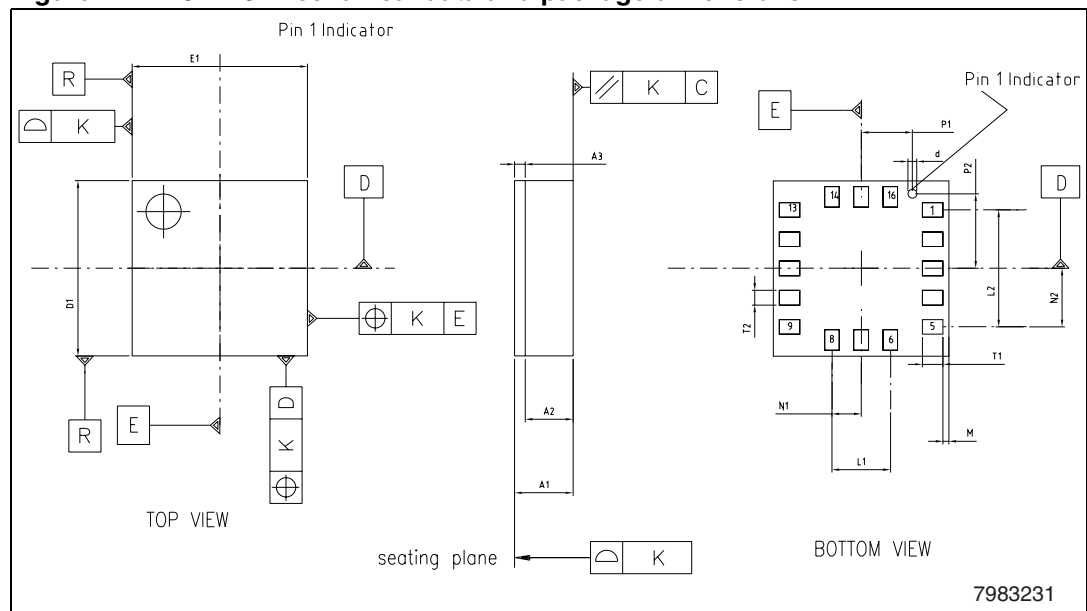 Pin 1 Indicator
E1
R
K
D
D1
K
E
R
E
K
D
TOP VIEW
K
C
A3
A2
A1
seating plane
K
Pin 1 Indicator
E
P1
d
P2
D
14
16
13
1
L2
N2
T2
9
5
8
6
T1
N1
M
L1
BOTTOM VIEW
7983231